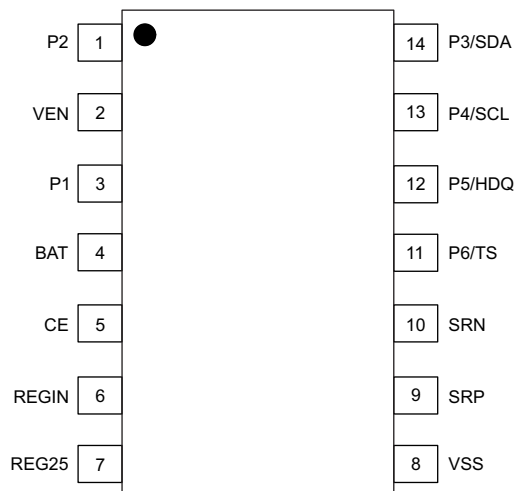 P2 1 14 P3/SDA
VEN 2 13 P4/SCL
P1 3 12 P5/HDQ
BAT 4 11 P6/TS
CE 5 10 SRN
REGIN 6 9 SRP
REG25 7 8 VSS